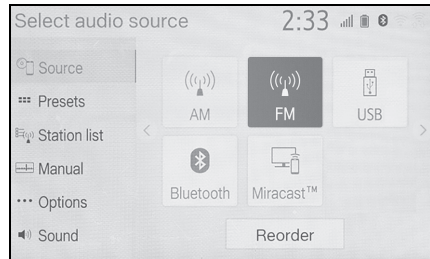 Select audio source 2:33
Source
Presets
Station list
Manual
Options
Sound
AM FM USB
Bluetooth Miracast™
Reorder